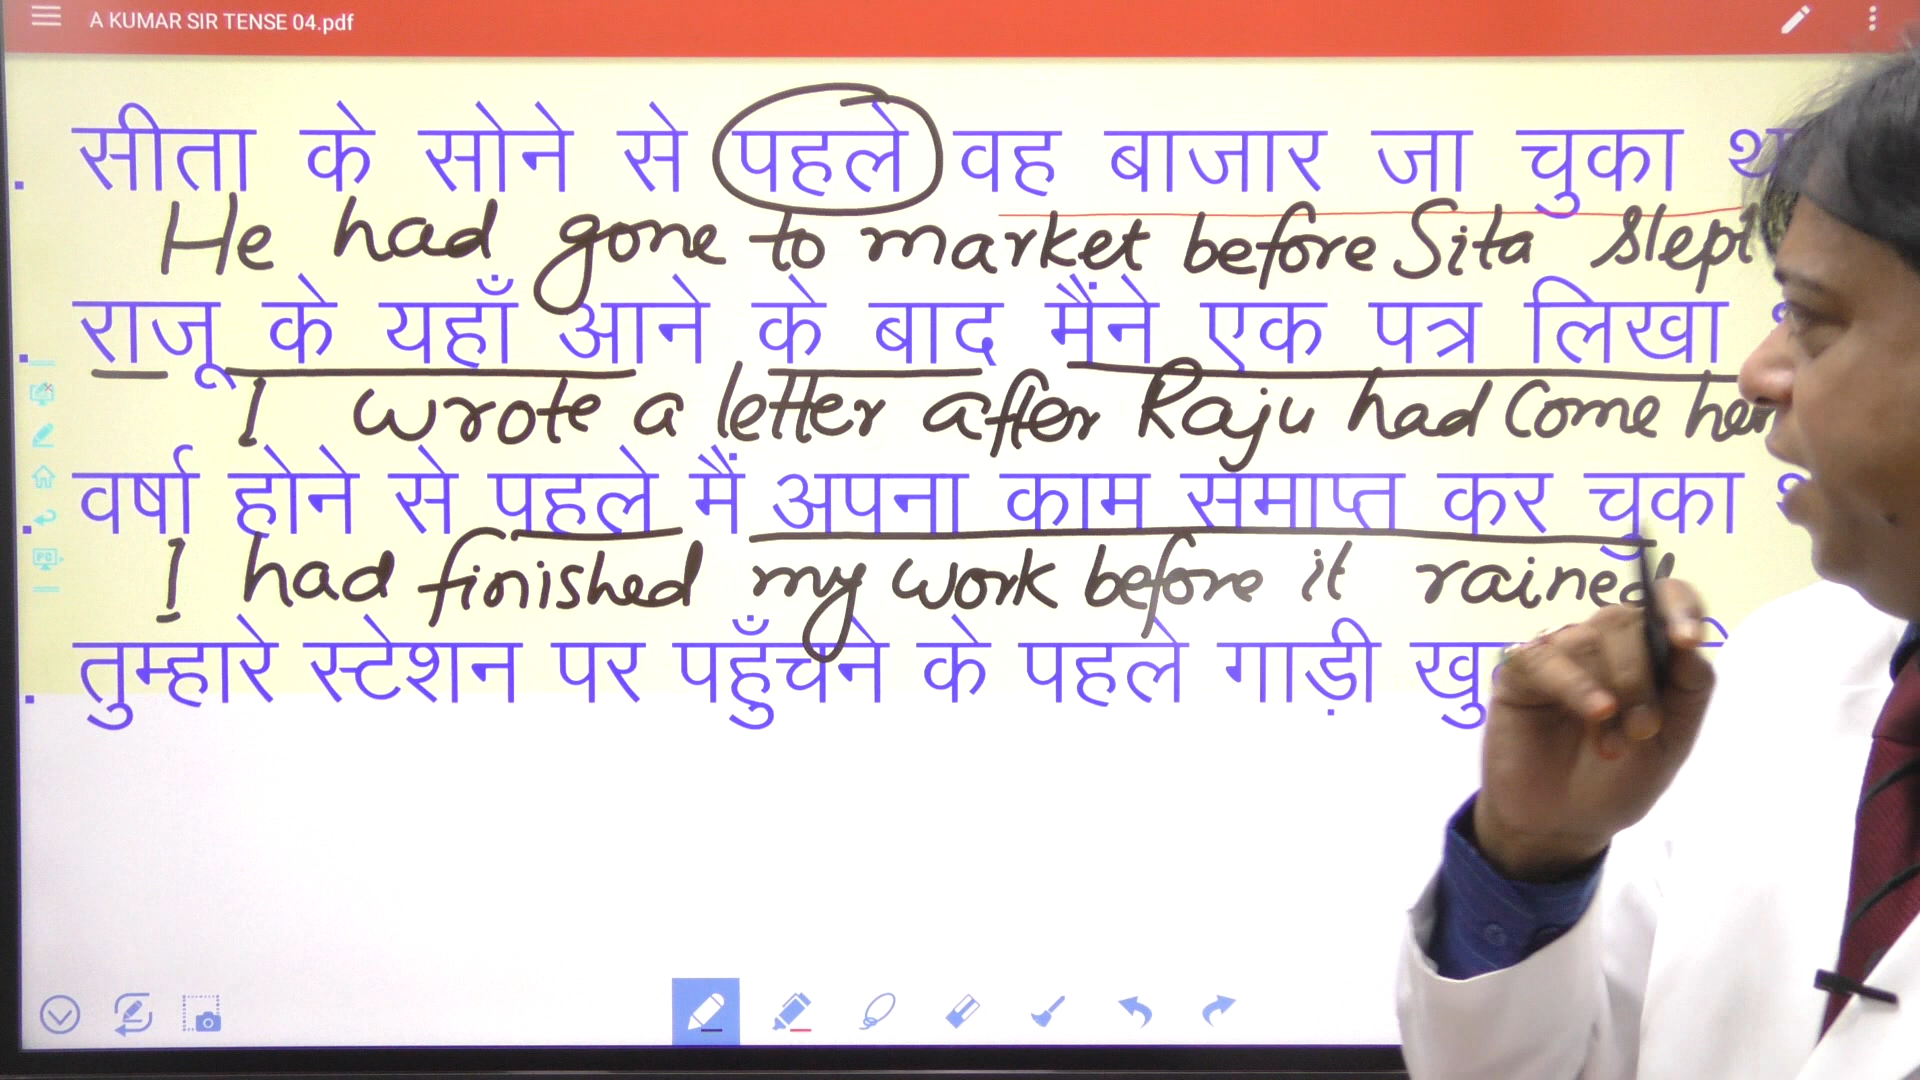 A KUMAR SIR TENSE 04.pdf
. सीता के सोने से पहले वह बाजार जा चुका
He had gone to market before Sita slept
. राजू के यहाँ आने के बाद मैंने एक पत्र लिखा
I wrote a letter after Raju had come
. वर्षा होने से पहले मैं अपना काम समाप्त कर चुका
I had finished my work before it rained
. तुम्हारे स्टेशन पर पहुँचने के पहले गाड़ी